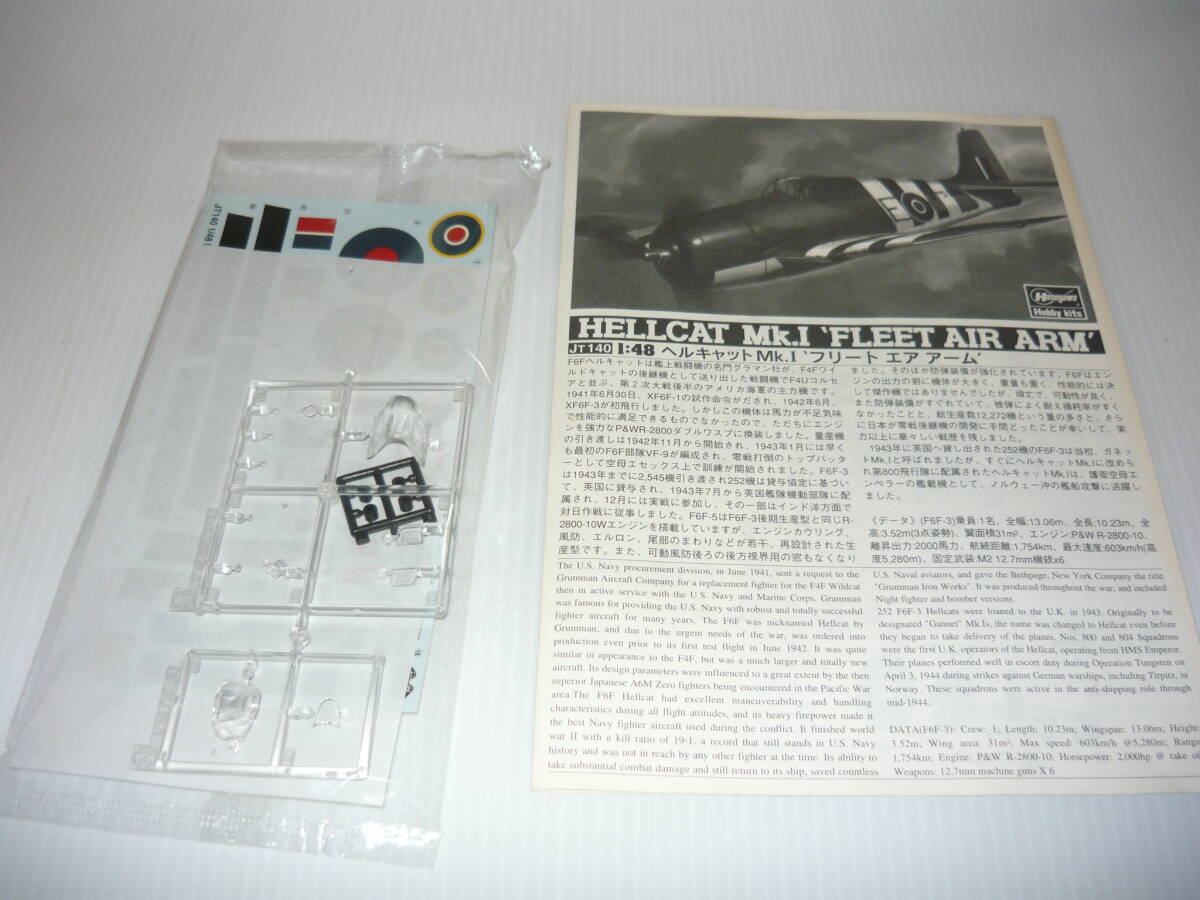 JT140 1/48
E
Hasegawa
Hobby kits
HELLCAT Mk.I 'FLEET AIR ARM'
JT140 1:48 ヘルキャットMk.I 'フリート エア アーム'
F6Fヘルキャットは艦上戦闘機の名門グラマン社が、F4Fワイ
ルドキャットの後継機として送り出した戦闘機でF4Uコルセ
アと並ぶ、第2次大戦後半のアメリカ海軍の主力機です。
1941年6月30日、XF6F-1の試作命令がだされ、1942年6月、
XF6F-3が初飛行しました。しかしこの機体は馬力が不足気味
で性能的に満足できるものでなかったので、ただちにエンジ
ンを強力なP&WR-2800ダブルワスプに換装しました。量産機
の引き渡しは1942年11月から開始され、1943年1月には早く
も最初のF6F部隊VF-9が編成され、零戦打倒のトップバッタ
ーとして空母エセックス上で訓練が開始されました。F6F-3
は1943年までに2,545機引き渡され252機は貸与協定に基づい
て、英国に貸与され、1943年7月から英国艦隊機動部隊に配
属され、12月には実戦に参加し、その一部はインド洋方面で
対日作戦に従事しました。F6F-5はF6F-3後期生産型と同じR-
2800-10Wエンジンを搭載していますが、エンジンカウリング、
風防、エルロン、尾部のまわりなどが若干、再設計された生
産型です。また、可動風防後ろの後方視界用の窓もなくなり
ました。そのほか防弾装備が強化されています。F6Fはエン
ジンの出力の割に機体が大きく、重量も重く、性能的には決
して傑作機ではありませんでしたが、頑丈で、可動性が良く、
また防弾装備がすぐれていて、被弾によく耐え損耗率がすく
なかったことと、総生産数12,272機という量の多さと、さら
に日本が零戦後継機の開発に手間どったことが幸いして、実
力以上に華々しい戦歴を残しました。
1943年に英国へ貸し出された252機のF6F-3は当初、ガネッ
トMk.Iと呼ばれましたが、すぐにヘルキャットMk.Iに改めら
れ第800飛行隊に配属されたヘルキャットMk.Iは、護衛空母エ
ンペラーの艦載機として、ノルウェー沖の艦船攻撃に活躍し
ました。
《データ》(F6F-3)乗員:1名、全幅:13.06m、全長:10.23m、全
高:3.52m(3点姿勢)、翼面積31m²、エンジン:P&W R-2800-10、
離昇出力:2000馬力、航続距離:1,754km、最大速度:603km/h(高
度5,280m)、固定武装:M2 12.7mm機銃x6
The U.S. Navy procurement division, in June 1941, sent a request to the
Grumman Aircraft Company for a replacement fighter for the F4F Wildcat
then in active service with the U.S. Navy and Marine Corps. Grumman
was famous for providing the U.S. Navy with robust and totally successful
fighter aircraft for many years. The F6F was nicknamed Hellcat by
Grumman, and due to the urgent needs of the war, was ordered into
production even prior to its first test flight in June 1942. It was quite
similar in appearance to the F4F, but was a much larger and totally new
aircraft. Its design parameters were influenced to a great extent by the then
superior Japanese A6M Zero fighters being encountered in the Pacific War
area.The F6F Hellcat had excellent maneuverability and handling
characteristics during all flight attitudes, and its heavy firepower made it
the best Navy fighter aircraft used during the conflict. It finished world
war II with a kill ratio of 19-1, a record that still stands in U.S. Navy
history and was not in reach by any other fighter at the time. Its ability to
take substantial combat damage and still return to its ship, saved countless
U.S. Naval aviators, and gave the Bethpage, New York Company the title
"Grumman Iron Works". It was produced throughout the war, and included
Night fighter and bomber versions.
252 F6F-3 Hellcats were loaned to the U.K. in 1943. Originally to be
designated "Gannet" Mk Is, the name was changed to Hellcat even before
they began to take delivery of the planes. Nos. 800 and 804 Squadrons
were the first U.K. operators of the Hellcat, operating from HMS Emperor.
Their planes performed well in escort duty during Operation Tungsten on
April 3, 1944 during strikes against German warships, including Tirpitz, in
Norway. These squadrons were active in the anti-shipping role through
mid-1944.
DATA(F6F-3): Crew: 1; Length: 10.23m; Wingspan: 13.06m; Height:
3.52m; Wing area: 31m²; Max speed: 603km/h @5,280m; Range
1,754km; Engine: P&W R-2800-10; Horsepower: 2,000hp @ take of
Weapons: 12.7mm machine guns X 6